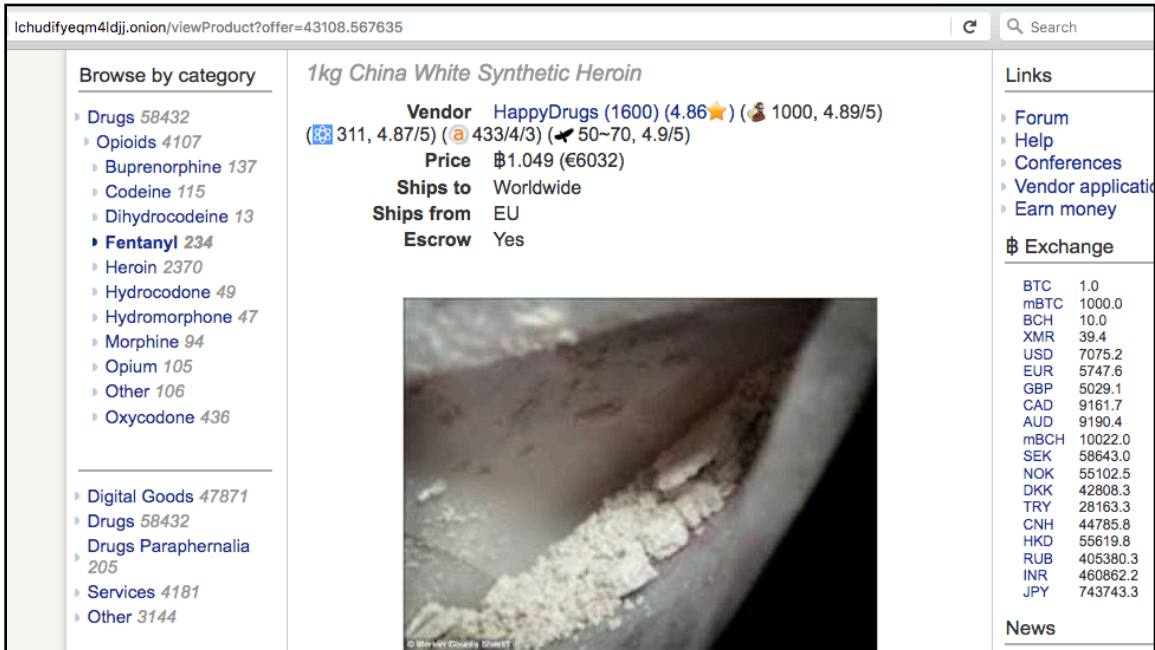 lchudifyeqm4ldjj.onion/viewProduct?offer=43108.567635
Search
Browse by category
Drugs 58432
Opioids 4107
Buprenorphine 137
Codeine 115
Dihydrocodeine 13
Fentanyl 234
Heroin 2370
Hydrocodone 49
Hydromorphone 47
Morphine 94
Opium 105
Other 106
Oxycodone 436
Digital Goods 47871
Drugs 58432
Drugs Paraphernalia
205
Services 4181
Other 3144
1kg China White Synthetic Heroin
Vendor HappyDrugs (1600) (4.86) (1000, 4.89/5)
(311, 4.87/5) (a 433/4/3) (50~70, 4.9/5)
Price ฿1.049 (€6032)
Ships to Worldwide
Ships from EU
Escrow Yes
Links
Forum
Help
Conferences
Vendor applicatio
Earn money
฿ Exchange
BTC 1.0
mBTC 1000.0
BCH 10.0
XMR 39.4
USD 7075.2
EUR 5747.6
GBP 5029.1
CAD 9161.7
AUD 9190.4
mBCH 10022.0
SEK 58643.0
NOK 55102.5
DKK 42808.3
TRY 28163.3
CNH 44785.8
HKD 55619.8
RUB 405380.3
INR 460862.2
JPY 743743.3
News